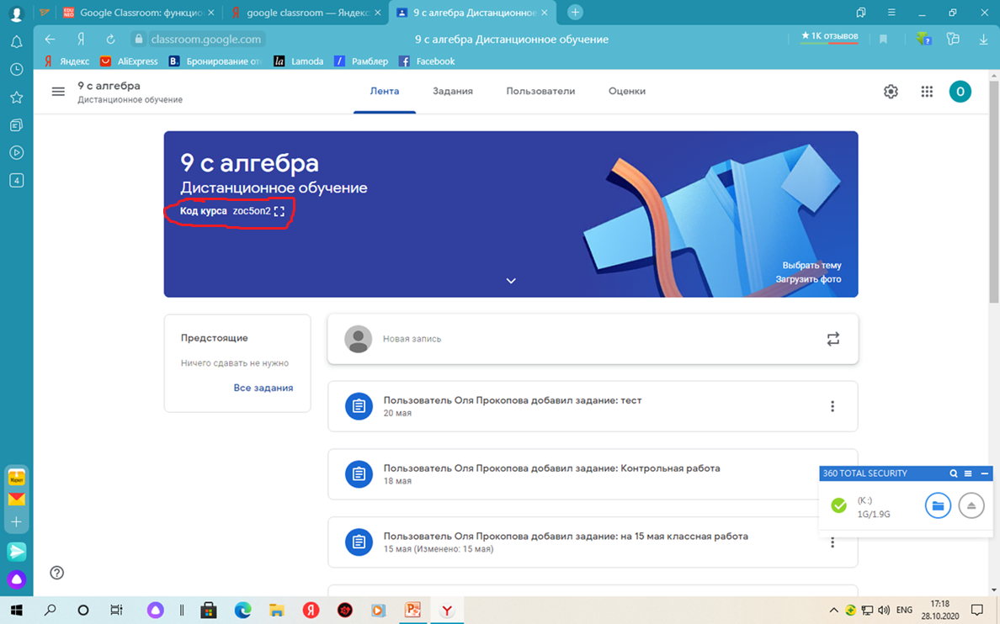 Google Classroom: функцио
google classroom — Яндекс
9 с алгебра Дистанционное
classroom.google.com
9 с алгебра Дистанционное обучение
★ 1К отзывов
Яндекс
AliExpress
Бронирование от
Lamoda
Рамблер
Facebook
9 с алгебра
Дистанционное обучение
Лента
Задания
Пользователи
Оценки
О
9 с алгебра
Дистанционное обучение
Код курса zoc5on2
Выбрать тему
Загрузить фото
Предстоящие
Ничего сдавать не нужно
Все задания
Новая запись
Пользователь Оля Прокопова добавил задание: тест
20 мая
Пользователь Оля Прокопова добавил задание: Контрольная работа
18 мая
Пользователь Оля Прокопова добавил задание: на 15 мая классная работа
15 мая (Изменено: 15 мая)
360 TOTAL SECURITY
(K:)
1G/1.9G
4
ENG
17:18
28.10.2020